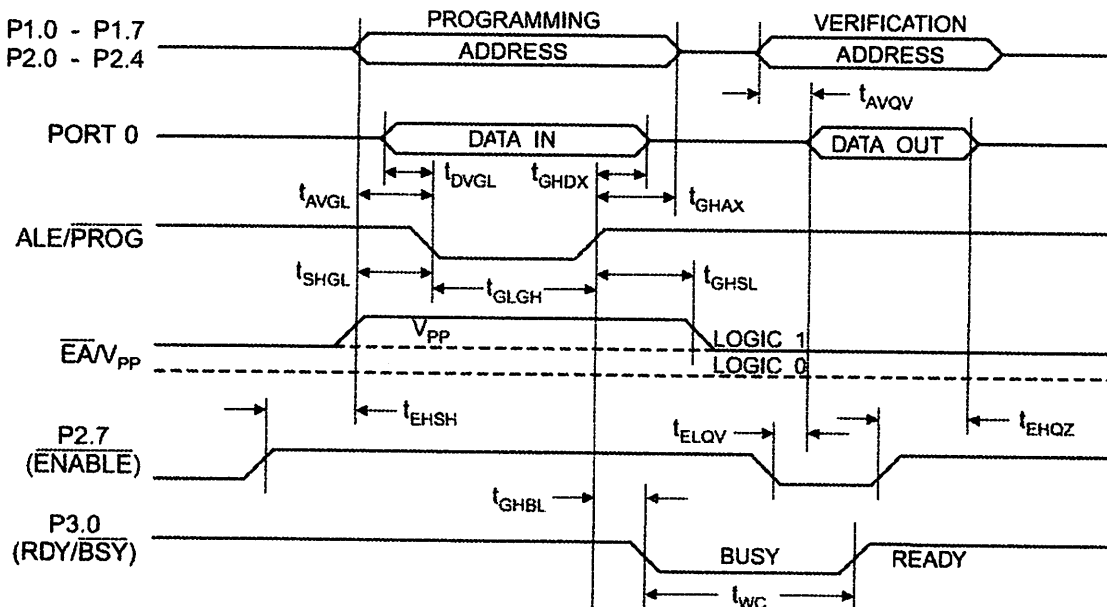 PROGRAMMING
VERIFICATION
P1.0 - P1.7
P2.0 - P2.4
ADDRESS
ADDRESS
tAVQV
PORT 0
DATA IN
DATA OUT
tDVGL
tGHDX
tAVGL
tGHAX
ALE/PROG
tSHGL
tGLGH
tGHSL
VPP
LOGIC 1
EA/VPP
LOGIC 0
tEHSH
tELQV
tEHQZ
P2.7
(ENABLE)
tGHBL
P3.0
(RDY/BSY)
BUSY
READY
tWC